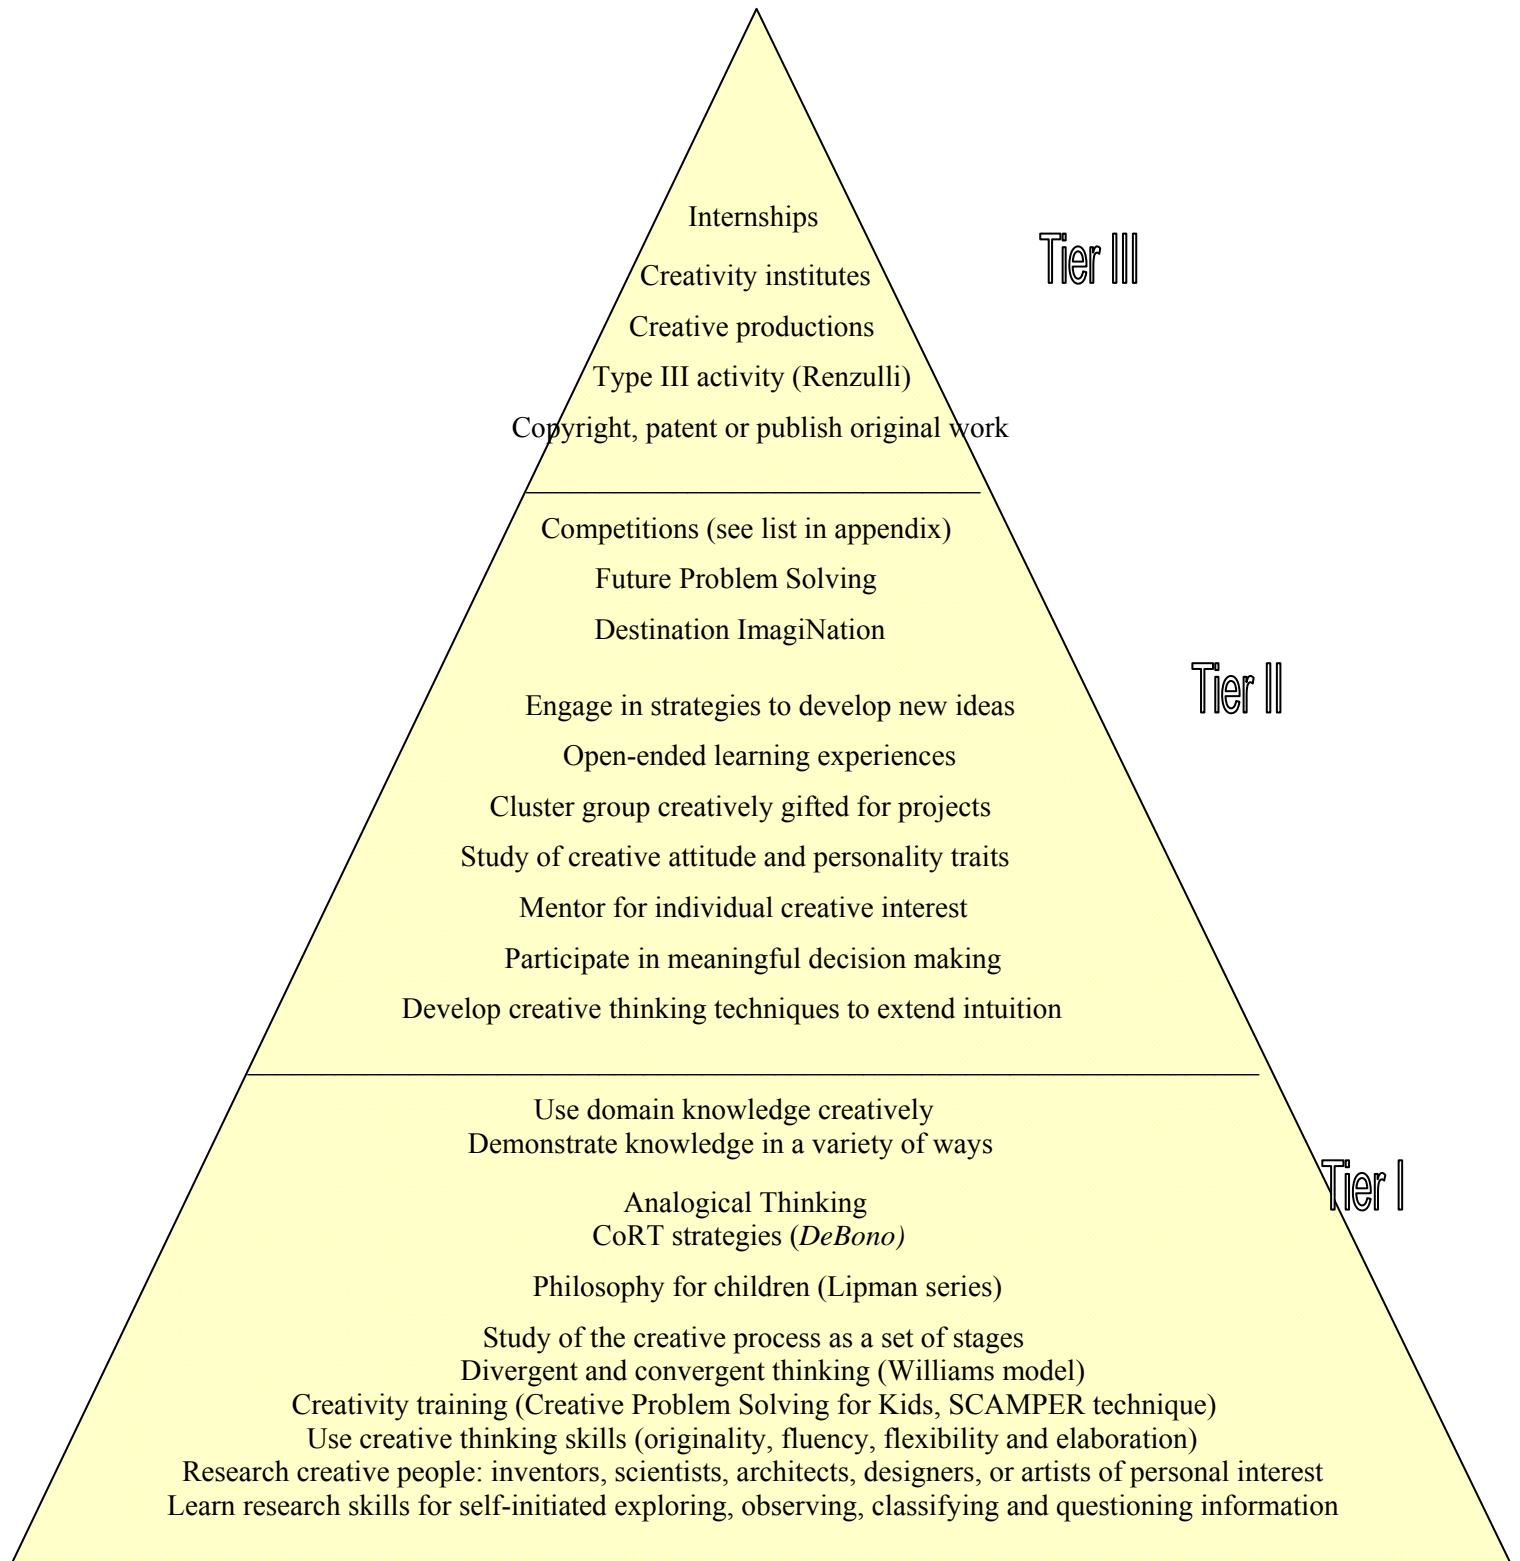 Internships
Tier III
Creativity institutes
Creative productions
Type III activity (Renzulli)
Copyright, patent or publish original work
Competitions (see list in appendix)
Future Problem Solving
Destination ImagiNation
Tier II
Engage in strategies to develop new ideas
Open-ended learning experiences
Cluster group creatively gifted for projects
Study of creative attitude and personality traits
Mentor for individual creative interest
Participate in meaningful decision making
Develop creative thinking techniques to extend intuition
Use domain knowledge creatively
Demonstrate knowledge in a variety of ways
Tier I
Analogical Thinking
CoRT strategies (DeBono)
Philosophy for children (Lipman series)
Study of the creative process as a set of stages
Divergent and convergent thinking (Williams model)
Creativity training (Creative Problem Solving for Kids, SCAMPER technique)
Use creative thinking skills (originality, fluency, flexibility and elaboration)
Research creative people: inventors, scientists, architects, designers, or artists of personal interest
Learn research skills for self-initiated exploring, observing, classifying and questioning information